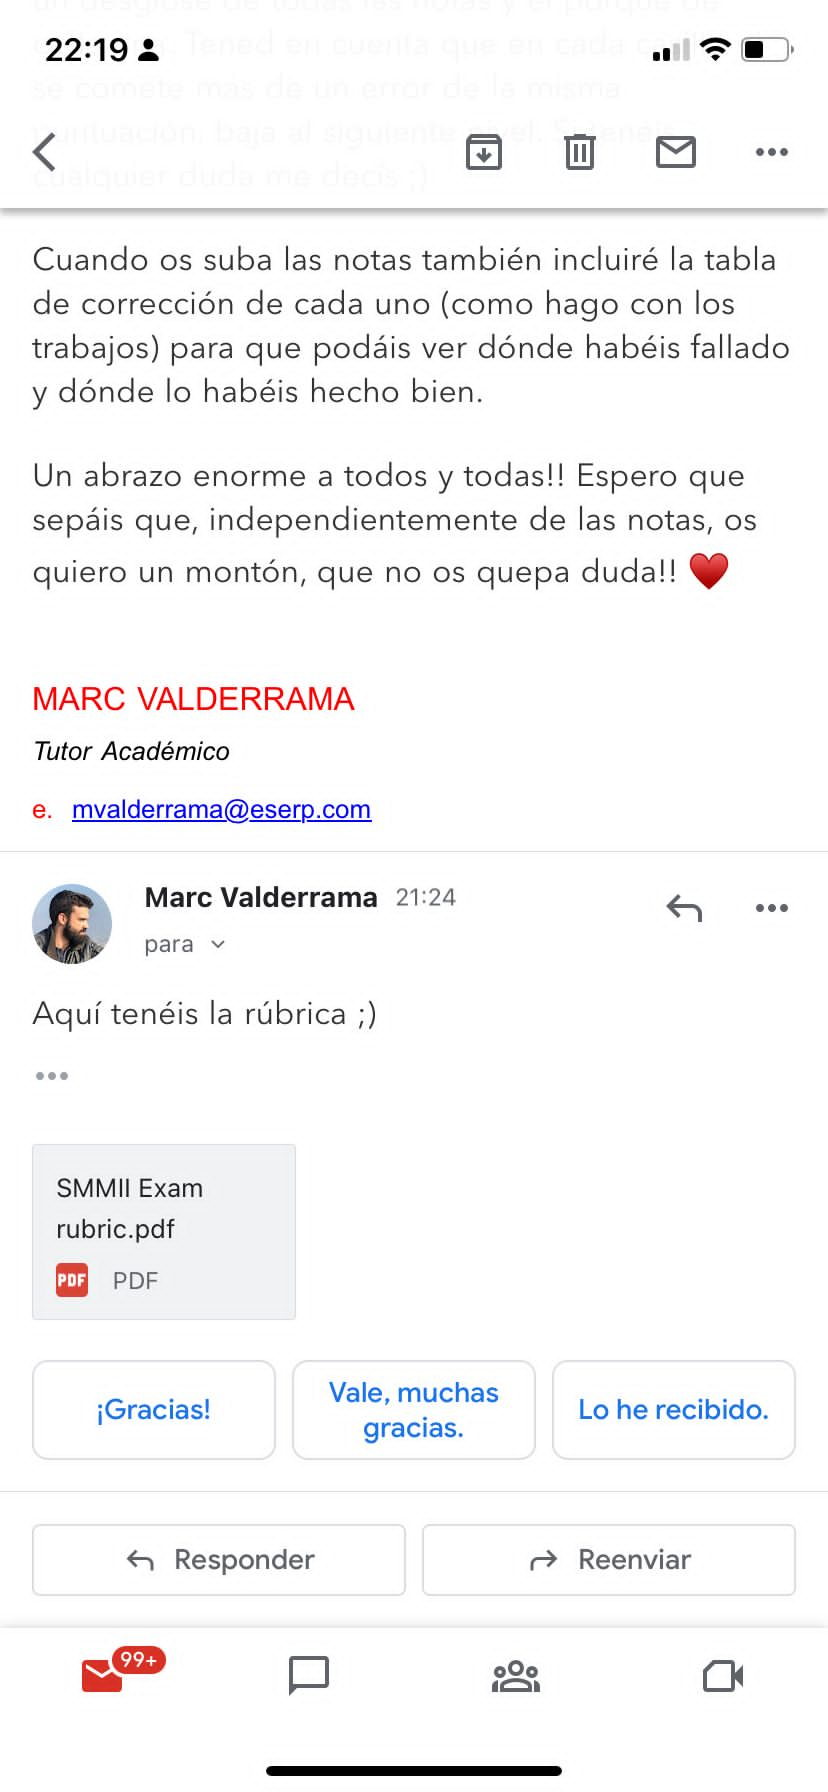 un desglose de todas las notas y el porqué de
22:19
Tened en cuenta que en cada
se comete más de un error de la misma
puntuación, baja al siguiente nivel. Si tenéis
cualquier duda me decís ;)
Cuando os suba las notas también incluiré la tabla
de corrección de cada uno (como hago con los
trabajos) para que podáis ver dónde habéis fallado
y dónde lo habéis hecho bien.
Un abrazo enorme a todos y todas!! Espero que
sepáis que, independientemente de las notas, os
quiero un montón, que no os quepa duda!! ♥
MARC VALDERRAMA
Tutor Académico
e. mvalderrama@eserp.com
Marc Valderrama 21:24
para
Aquí tenéis la rúbrica ;)
SMMII Exam
rubric.pdf
PDF PDF
¡Gracias!
Vale, muchas
gracias.
Lo he recibido.
Responder
Reenviar
99+